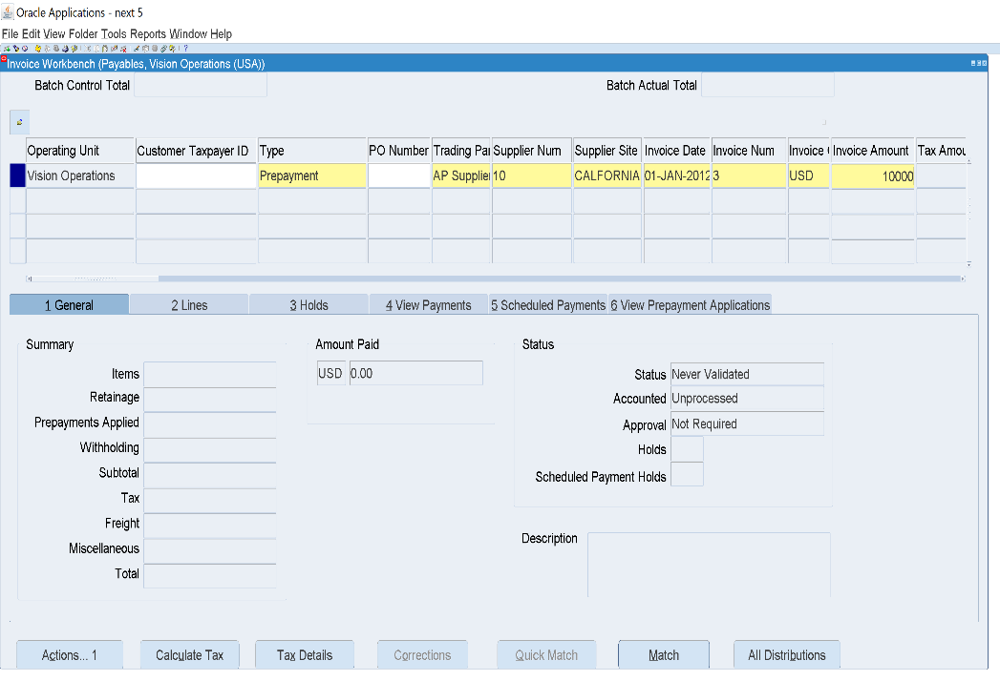 Oracle Applications - next 5
File Edit View Folder Tools Reports Window Help
Invoice Workbench (Payables, Vision Operations (USA))
Batch Control Total Batch Actual Total
Operating Unit Customer Taxpayer ID Type PO Number Trading Par Supplier Num Supplier Site Invoice Date Invoice Num Invoice Invoice Amount Tax Amou
Vision Operations Prepayment AP Supplier 10 CALFORNIA 01-JAN-2012 3 USD 10000
1 General 2 Lines 3 Holds 4 View Payments 5 Scheduled Payments 6 View Prepayment Applications
Summary Amount Paid Status
Items USD 0.00 Status Never Validated
Retainage Accounted Unprocessed
Prepayments Applied Approval Not Required
Withholding Holds
Subtotal Scheduled Payment Holds
Tax
Freight
Miscellaneous Description
Total
Actions... 1 Calculate Tax Tax Details Corrections Quick Match Match All Distributions